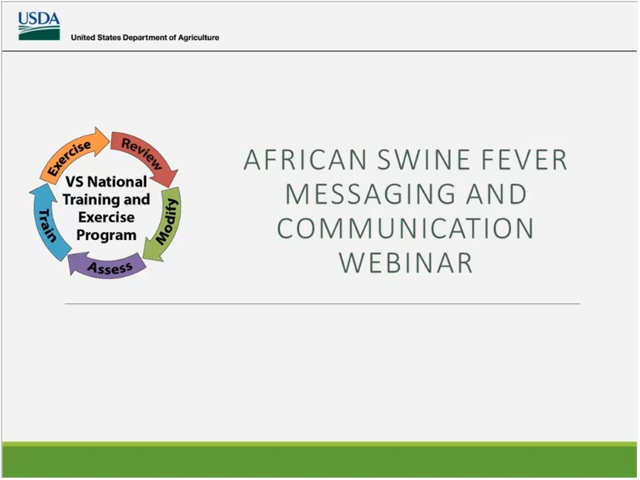 USDA
United States Department of Agriculture
Exercise
Review
Modify
Assess
Train
VS National
Training and
Exercise
Program
AFRICAN SWINE FEVER
MESSAGING AND
COMMUNICATION
WEBINAR